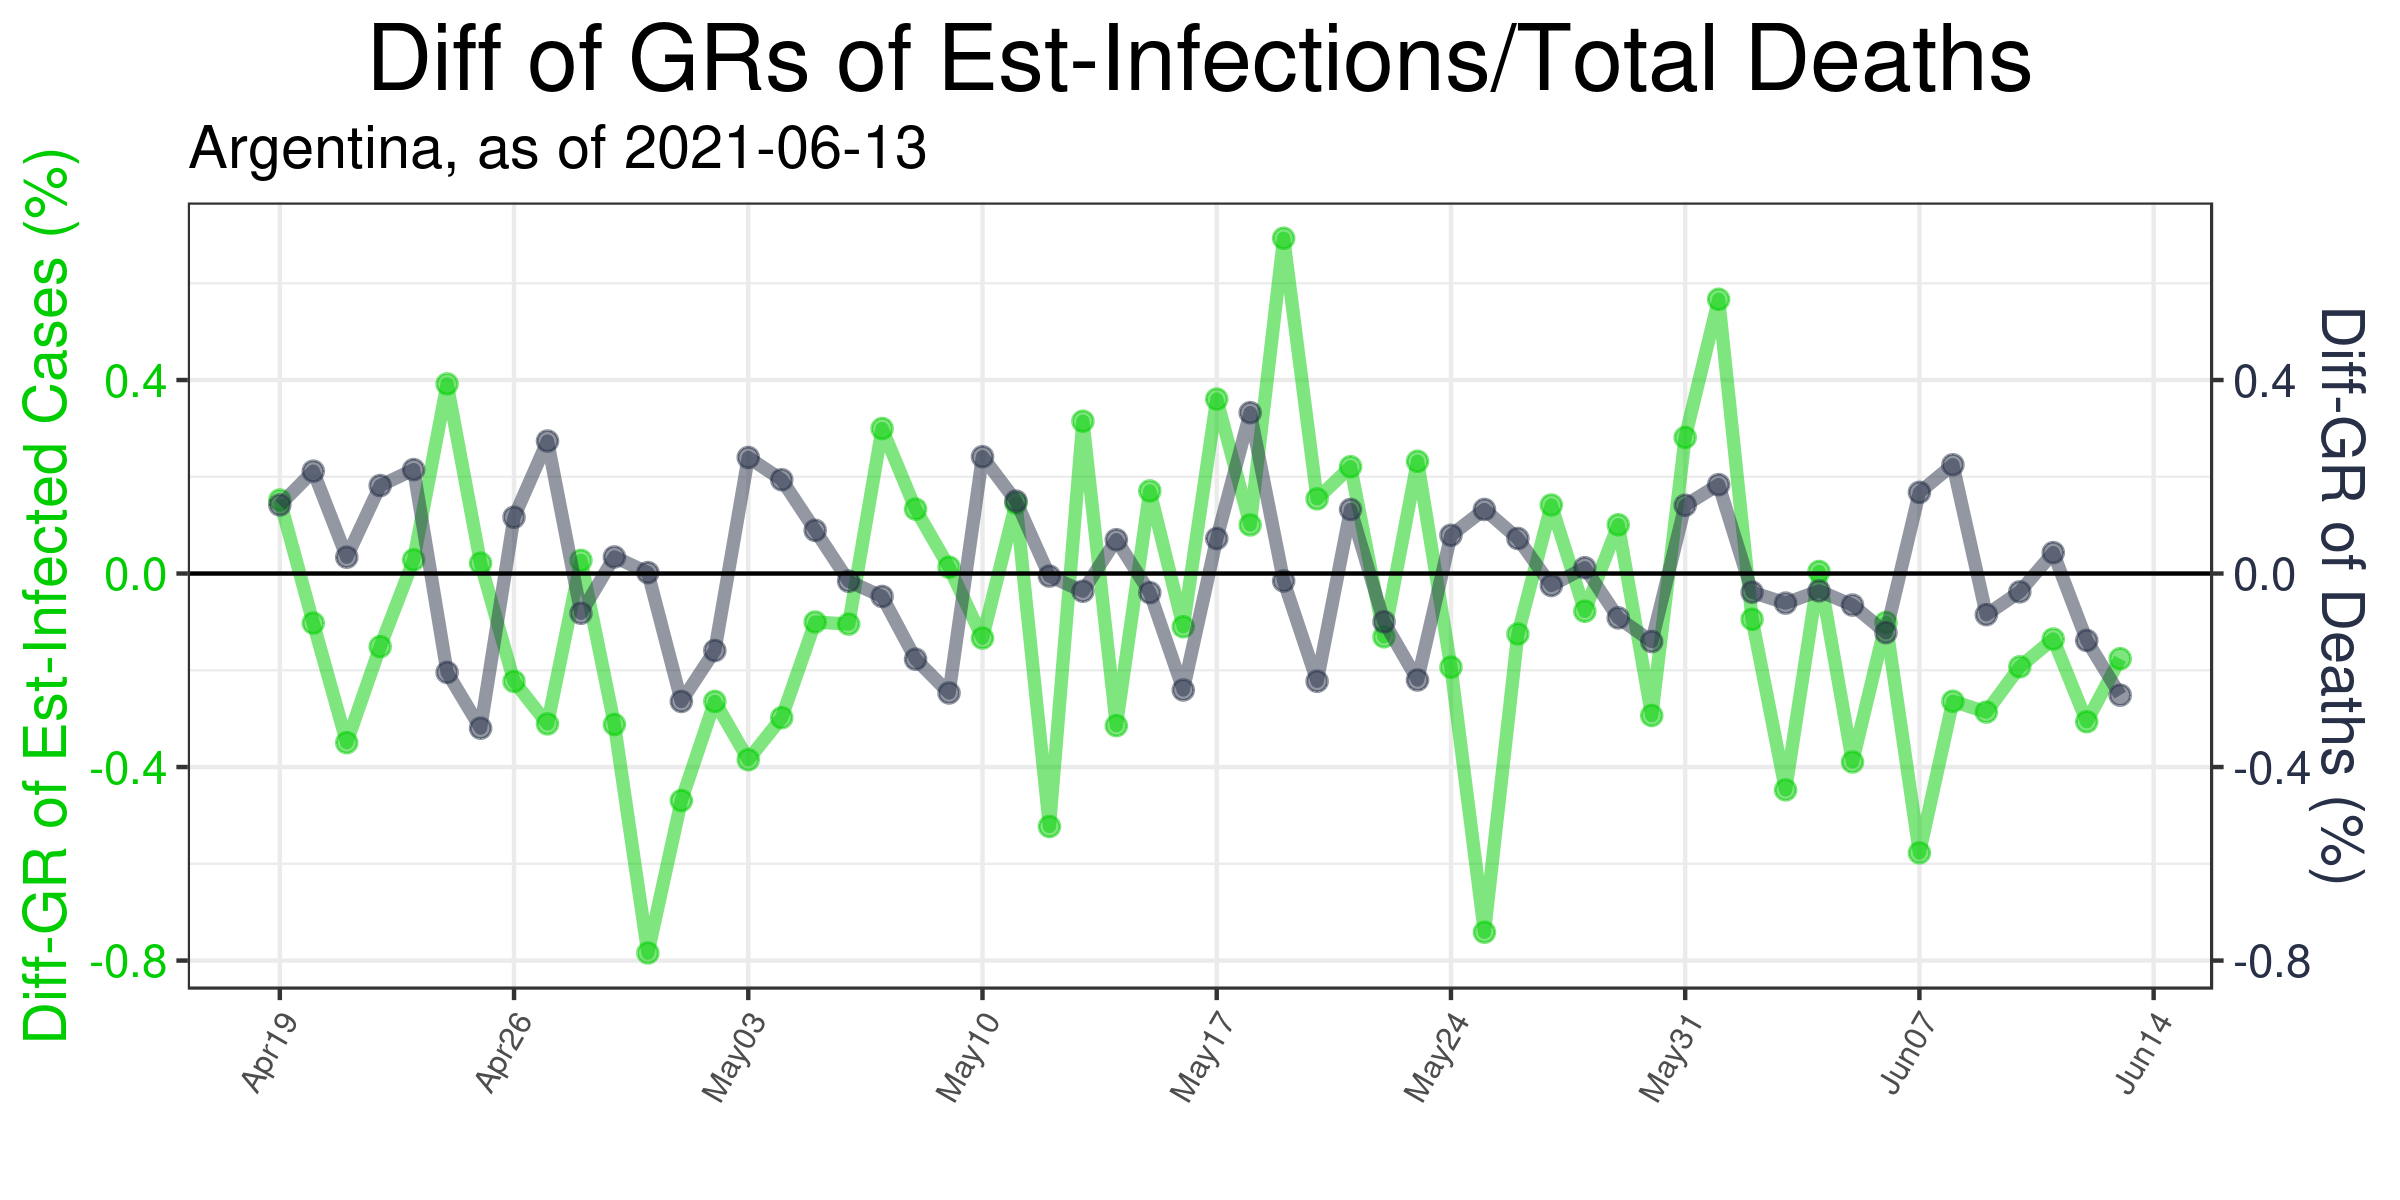 Diff of GRs of Est-Infections/Total Deaths
Argentina, as of 2021-06-13
Diff-GR of Est-Infected Cases (%)
0.4
0.0
-0.4
-0.8
0.4
0.0
-0.4
-0.8
Diff-GR of Deaths (%)
Apr19
Apr26
May03
May10
May17
May24
May31
Jun07
Jun14